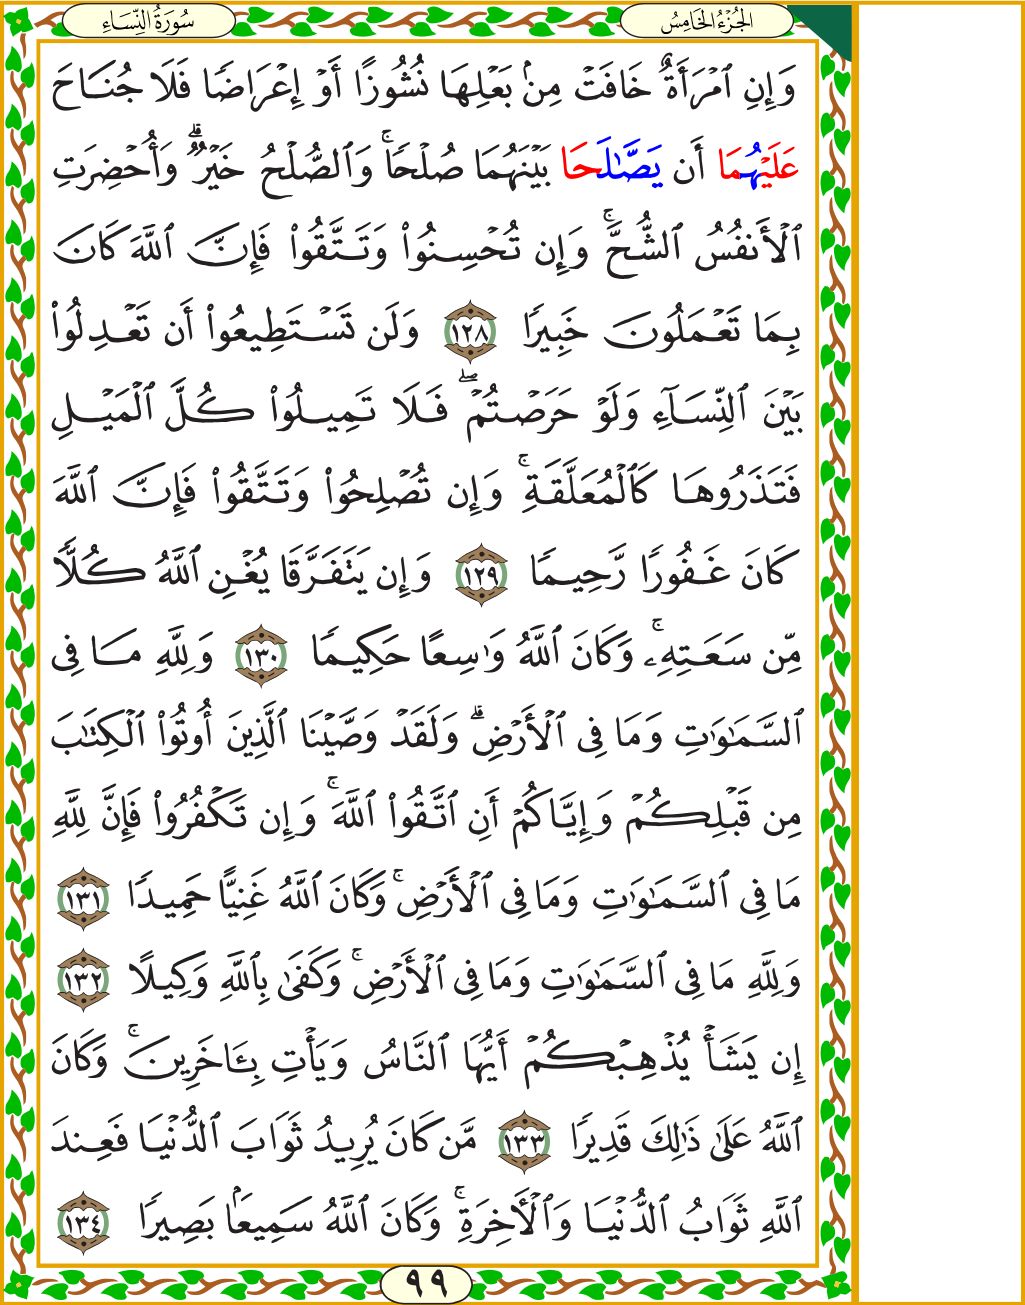 الجُزْءُ الخَامِسُ
سُورَةُ النِّسَاءِ
وَإِنِ ٱمۡرَأَةٌ خَافَتۡ مِنۢ بَعۡلِهَا نُشُوزًا أَوۡ إِعۡرَاضٗا فَلَا جُنَاحَ
عَلَيۡهُمَا أَن يَصَّٰلَحَا بَيۡنَهُمَا صُلۡحٗاۚ وَٱلصُّلۡحُ خَيۡرٞۗ وَأُحۡضِرَتِ
ٱلۡأَنفُسُ ٱلشُّحَّۚ وَإِن تُحۡسِنُواْ وَتَتَّقُواْ فَإِنَّ ٱللَّهَ كَانَ
بِمَا تَعۡمَلُونَ خَبِيرٗا ١٢٨ وَلَن تَسۡتَطِيعُوٓاْ أَن تَعۡدِلُواْ
بَيۡنَ ٱلنِّسَآءِ وَلَوۡ حَرَصۡتُمۡۖ فَلَا تَمِيلُواْ كُلَّ ٱلۡمَيۡلِ
فَتَذَرُوهَا كَٱلۡمُعَلَّقَةِۚ وَإِن تُصۡلِحُواْ وَتَتَّقُواْ فَإِنَّ ٱللَّهَ
كَانَ غَفُورٗا رَّحِيمٗا ١٢٩ وَإِن يَتَفَرَّقَا يُغۡنِ ٱللَّهُ كُلّٗا
مِّن سَعَتِهِۦۚ وَكَانَ ٱللَّهُ وَٰسِعًا حَكِيمٗا ١٣٠ وَلِلَّهِ مَا فِي
ٱلسَّمَٰوَٰتِ وَمَا فِي ٱلۡأَرۡضِۗ وَلَقَدۡ وَصَّيۡنَا ٱلَّذِينَ أُوتُواْ ٱلۡكِتَٰبَ
مِن قَبۡلِكُمۡ وَإِيَّاكُمۡ أَنِ ٱتَّقُواْ ٱللَّهَۚ وَإِن تَكۡفُرُواْ فَإِنَّ لِلَّهِ
مَا فِي ٱلسَّمَٰوَٰتِ وَمَا فِي ٱلۡأَرۡضِۚ وَكَانَ ٱللَّهُ غَنِيًّا حَمِيدٗا ١٣١
وَلِلَّهِ مَا فِي ٱلسَّمَٰوَٰتِ وَمَا فِي ٱلۡأَرۡضِۚ وَكَفَىٰ بِٱللَّهِ وَكِيلًا ١٣٢
إِن يَشَأۡ يُذۡهِبۡكُمۡ أَيُّهَا ٱلنَّاسُ وَيَأۡتِ بِـَٔاخَرِينَۚ وَكَانَ
ٱللَّهُ عَلَىٰ ذَٰلِكَ قَدِيرٗا ١٣٣ مَّن كَانَ يُرِيدُ ثَوَابَ ٱلدُّنۡيَا فَعِندَ
ٱللَّهِ ثَوَابُ ٱلدُّنۡيَا وَٱلۡأٓخِرَةِۚ وَكَانَ ٱللَّهُ سَمِيعَۢا بَصِيرٗا ١٣٤
٩٩